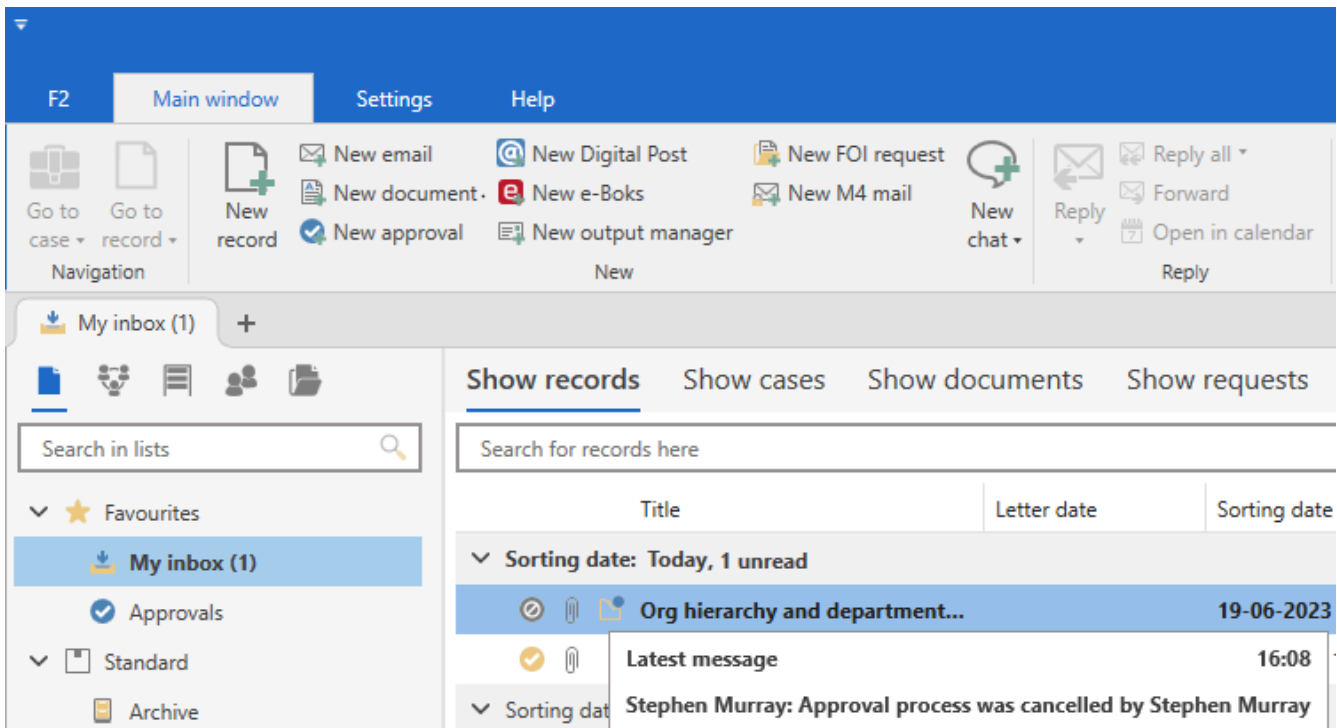 F2 Main window Settings Help
New email New Digital Post New FOI request Reply all
New document New e-Boks New M4 mail Forward
Go to case Go to record New record New approval New output manager New chat Reply Open in calendar
Navigation New Reply
My inbox (1) +
Show records Show cases Show documents Show requests
Search in lists Search for records here
Title Letter date Sorting date
Favourites
Sorting date: Today, 1 unread
My inbox (1)
Org hierarchy and department... 19-06-2023
Approvals
Standard
Latest message 16:08
Archive
Sorting dat
Stephen Murray: Approval process was cancelled by Stephen Murray